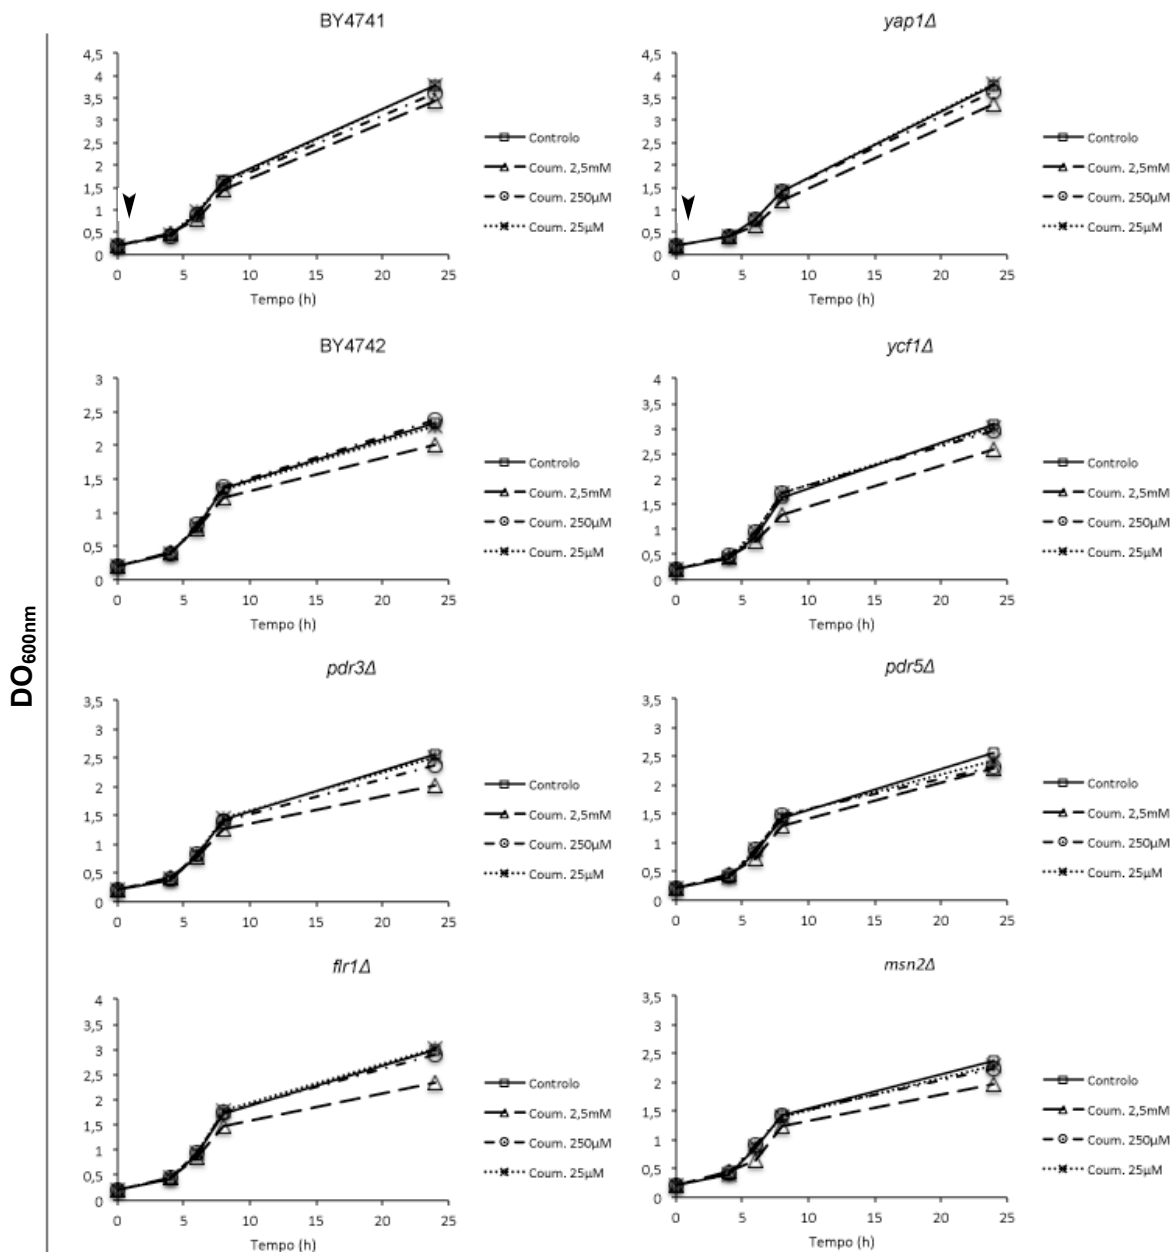 BY4741
4,5
4
3,5
3
2,5
2
1,5
1
0,5
0
0 5 10 15 20 25
Tempo (h)
Controlo
Coum. 2,5mM
Coum. 250µM
Coum. 25µM
yap1Δ
4,5
4
3,5
3
2,5
2
1,5
1
0,5
0
0 5 10 15 20 25
Tempo (h)
Controlo
Coum. 2,5mM
Coum. 250µM
Coum. 25µM
BY4742
3
2,5
2
1,5
1
0,5
0
0 5 10 15 20 25
Tempo (h)
Controlo
Coum. 2,5mM
Coum. 250µM
Coum. 25µM
ycf1Δ
4
3,5
3
2,5
2
1,5
1
0,5
0
0 5 10 15 20 25
Tempo (h)
Controlo
Coum. 2,5mM
Coum. 250µM
Coum. 25µM
DO600nm
pdr3Δ
3,5
3
2,5
2
1,5
1
0,5
0
0 5 10 15 20 25
Controlo
Coum. 2,5mM
Coum. 250µM
Coum. 25µM
pdr5Δ
3,5
3
2,5
2
1,5
1
0,5
0
0 5 10 15 20 25
Controlo
Coum. 2,5mM
Coum. 250µM
Coum. 25µM
flr1Δ
4
3,5
3
2,5
2
1,5
1
0,5
0
0 5 10 15 20 25
Tempo (h)
Controlo
Coum. 2,5mM
Coum. 250µM
Coum. 25µM
msn2Δ
3,5
3
2,5
2
1,5
1
0,5
0
0 5 10 15 20 25
Tempo (h)
Controlo
Coum. 2,5mM
Coum. 250µM
Coum. 25µM